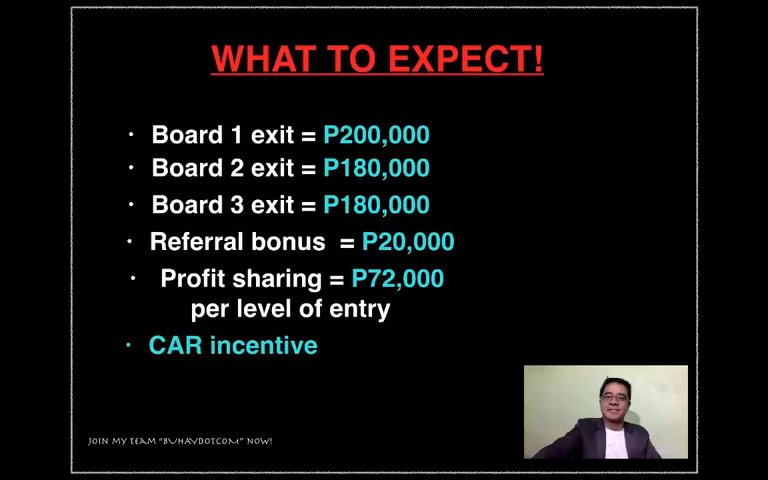 WHAT TO EXPECT!
· Board 1 exit = P200,000
· Board 2 exit = P180,000
· Board 3 exit = P180,000
· Referral bonus = P20,000
· Profit sharing = P72,000
per level of entry
· CAR incentive
JOIN MY TEAM "BUHAYDOTCOM" NOW!